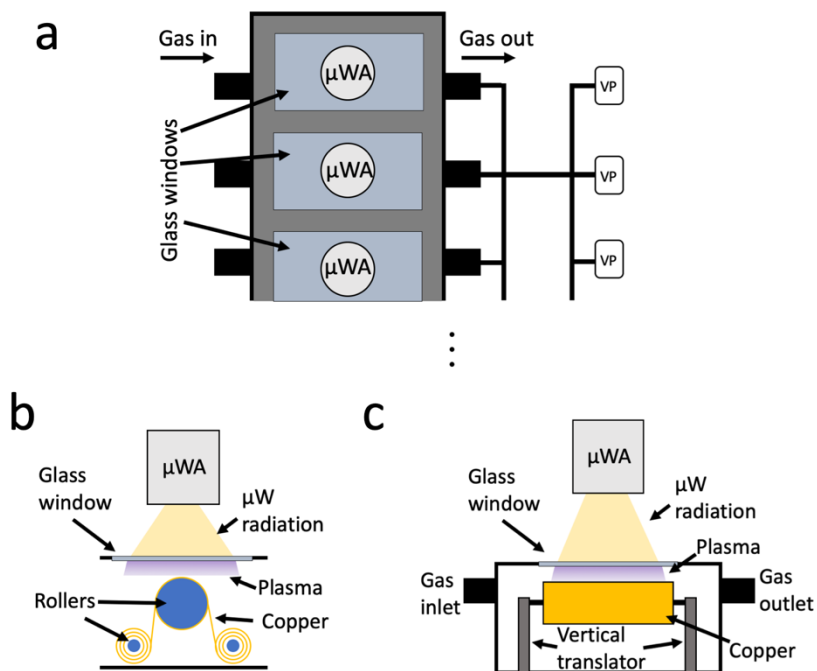 a
Gas in
Gas out
µWA
VP
Glass windows
µWA
VP
µWA
VP
b
µWA
Glass
window
µW
radiation
Plasma
Rollers
Copper
c
µWA
Glass
window
µW
radiation
Plasma
Gas
inlet
Gas
outlet
Vertical
translator
Copper